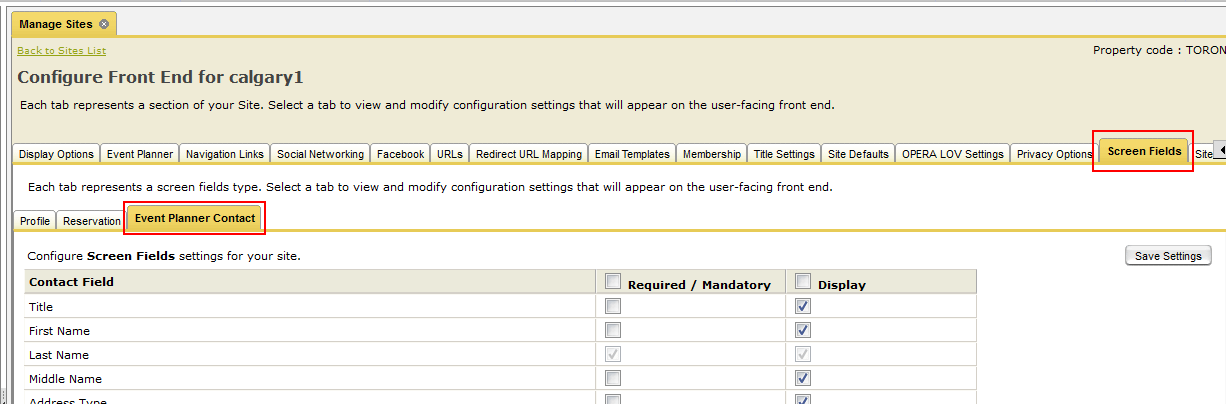 Manage Sites
Back to Sites List
Property code : TORON
Configure Front End for calgary1
Each tab represents a section of your Site. Select a tab to view and modify configuration settings that will appear on the user-facing front end.
Display Options Event Planner Navigation Links Social Networking Facebook URLs Redirect URL Mapping Email Templates Membership Title Settings Site Defaults OPERA LOV Settings Privacy Options Screen Fields Site
Each tab represents a screen fields type. Select a tab to view and modify configuration settings that will appear on the user-facing front end.
Profile Reservation Event Planner Contact
Configure Screen Fields settings for your site.
Save Settings
Contact Field Required / Mandatory Display
Title
First Name
Last Name
Middle Name
Address Type